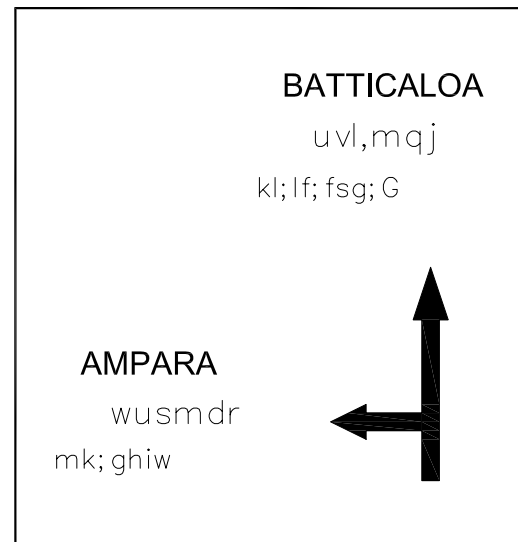 BATTICALOA
uvl,mqj
kl;lf;fsg;G
AMPARA
wusmdr
mk;ghiw